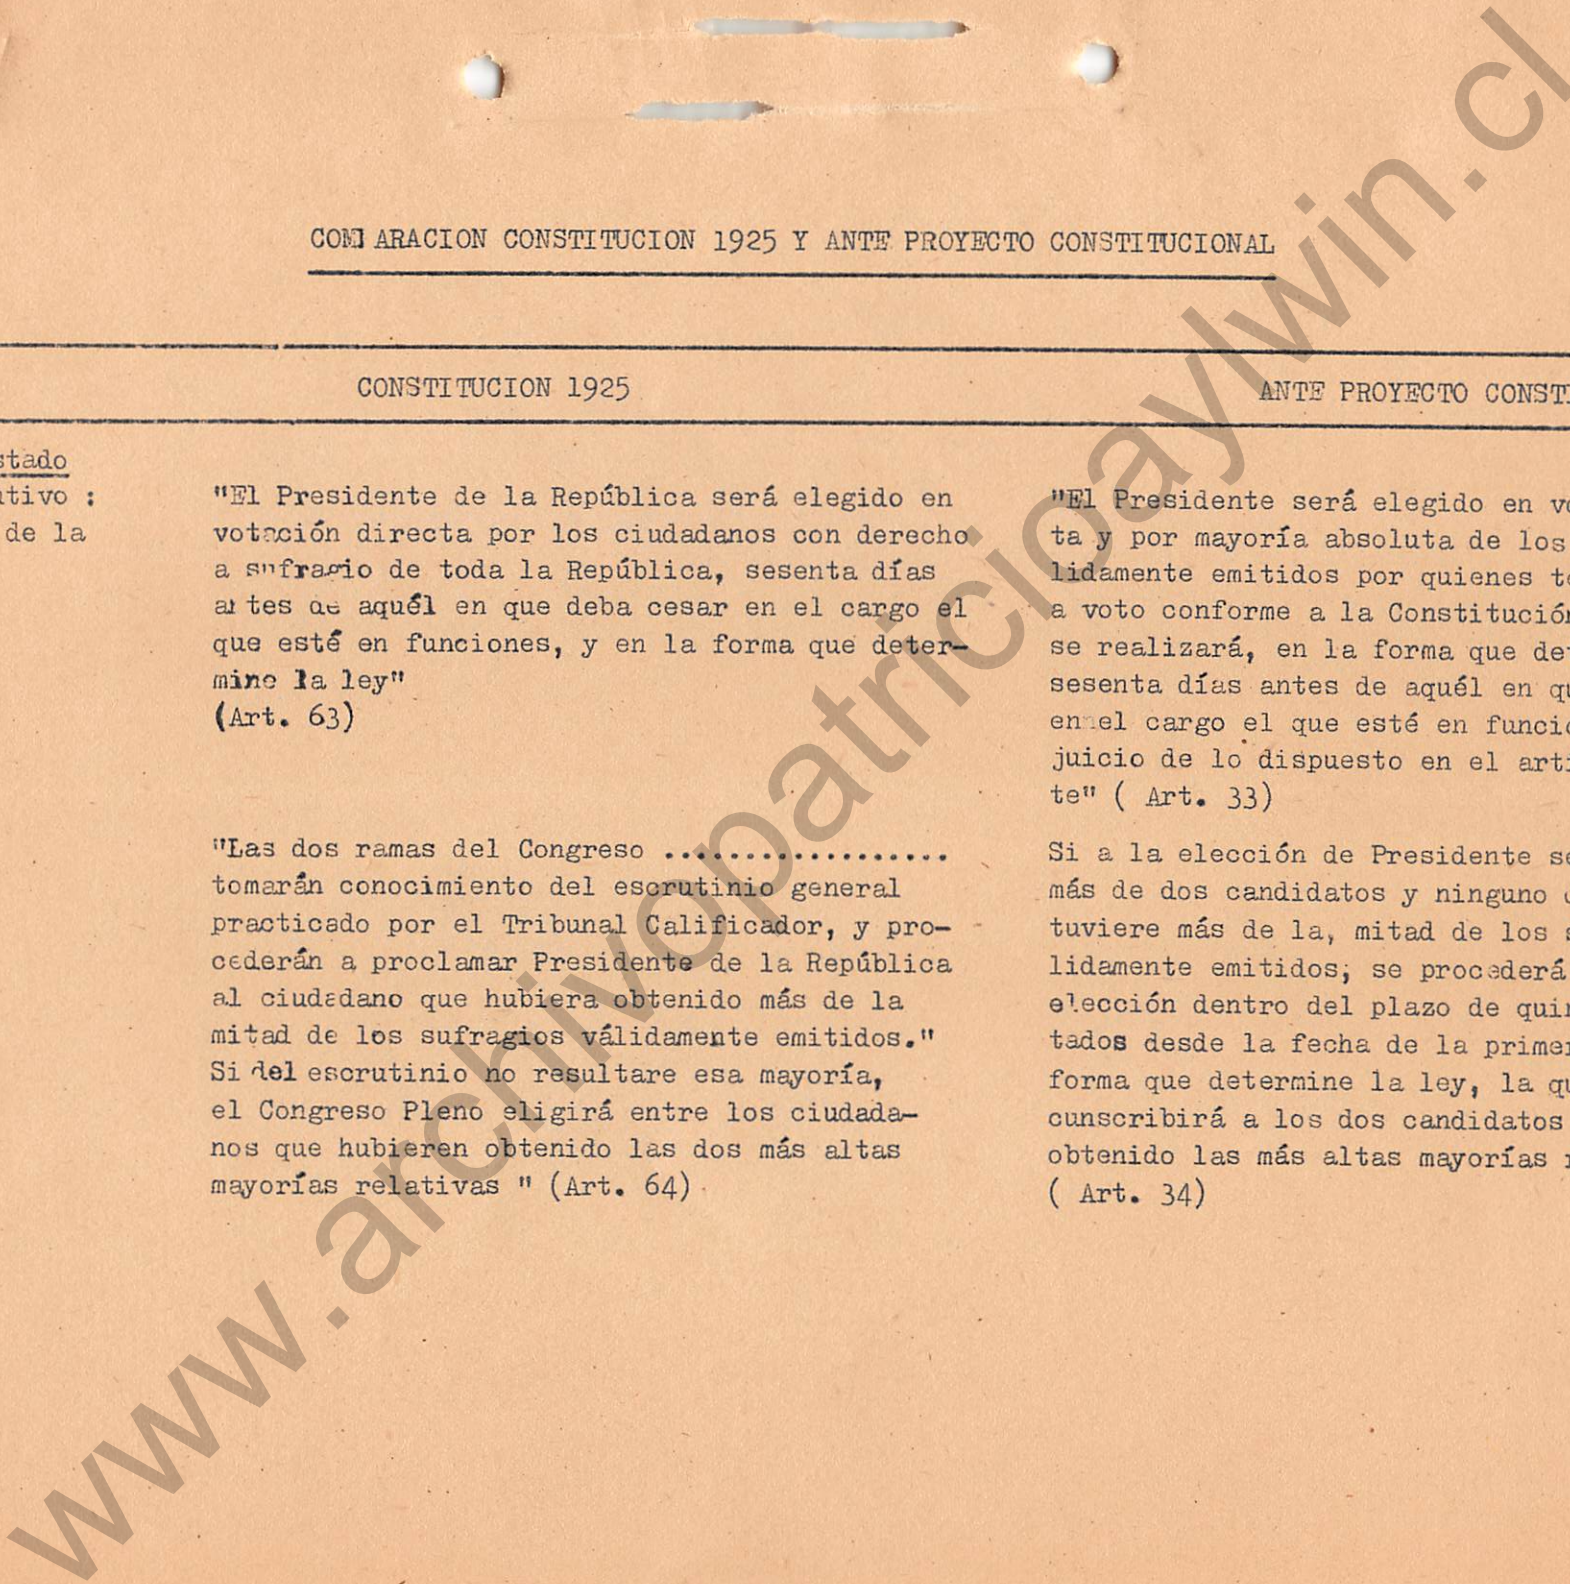 COMPARACION CONSTITUCION 1925 Y ANTE PROYECTO CONSTITUCIONAL
CONSTITUCION 1925
ANTE PROYECTO CONSTI
stado
tivo :
de la
"El Presidente de la República será elegido en
votación directa por los ciudadanos con derecho
a sufragio de toda la República, sesenta días
antes de aquél en que deba cesar en el cargo el
que esté en funciones, y en la forma que deter-
mine la ley"
(Art. 63)
"Las dos ramas del Congreso ..................
tomarán conocimiento del escrutinio general
practicado por el Tribunal Calificador, y pro-
cederán a proclamar Presidente de la República
al ciudadano que hubiera obtenido más de la
mitad de los sufragios válidamente emitidos."
Si del escrutinio no resultare esa mayoría,
el Congreso Pleno eligirá entre los ciudada-
nos que hubieren obtenido las dos más altas
mayorías relativas " (Art. 64)
"El Presidente será elegido en vo
ta y por mayoría absoluta de los
lidamente emitidos por quienes te
a voto conforme a la Constitución
se realizará, en la forma que det
sesenta días antes de aquél en qu
en el cargo el que esté en funcio
juicio de lo dispuesto en el arti
te" ( Art. 33)
Si a la elección de Presidente se
más de dos candidatos y ninguno
tuviere más de la, mitad de los s
lidamente emitidos; se procederá
elección dentro del plazo de quin
tados desde la fecha de la primer
forma que determine la ley, la qu
cunscribirá a los dos candidatos
obtenido las más altas mayorías r
( Art. 34)
www.archivopatricioaylwin.cl